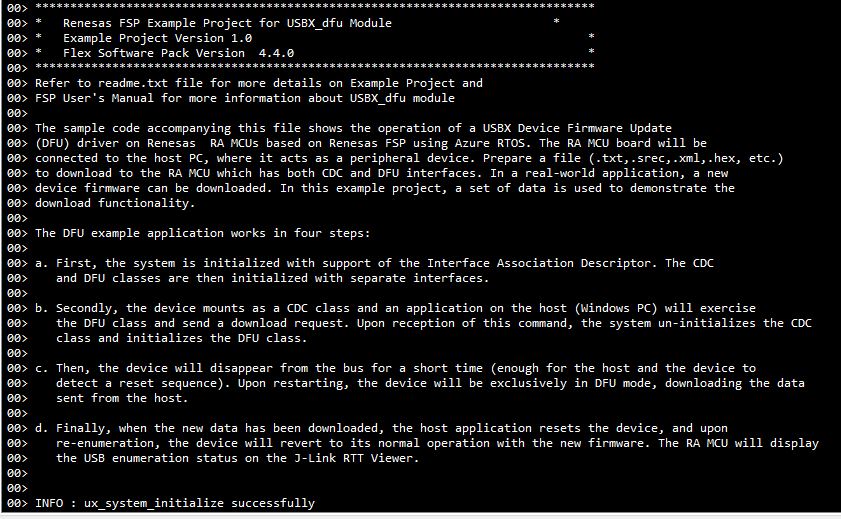 00> ********************************************************************************
00> *   Renesas FSP Example Project for USBX_dfu Module                       *
00> *   Example Project Version 1.0                                                *
00> *   Flex Software Pack Version  4.4.0                                          *
00> ********************************************************************************
00> Refer to readme.txt file for more details on Example Project and
00> FSP User's Manual for more information about USBX_dfu module
00>
00> The sample code accompanying this file shows the operation of a USBX Device Firmware Update
00> (DFU) driver on Renesas  RA MCUs based on Renesas FSP using Azure RTOS. The RA MCU board will be
00> connected to the host PC, where it acts as a peripheral device. Prepare a file (.txt,.srec,.xml,.hex, etc.)
00> to download to the RA MCU which has both CDC and DFU interfaces. In a real-world application, a new
00> device firmware can be downloaded. In this example project, a set of data is used to demonstrate the
00> download functionality.
00>
00> The DFU example application works in four steps:
00>
00> a. First, the system is initialized with support of the Interface Association Descriptor. The CDC
00>    and DFU classes are then initialized with separate interfaces.
00>
00> b. Secondly, the device mounts as a CDC class and an application on the host (Windows PC) will exercise
00>    the DFU class and send a download request. Upon reception of this command, the system un-initializes the CDC
00>    class and initializes the DFU class.
00>
00> c. Then, the device will disappear from the bus for a short time (enough for the host and the device to
00>    detect a reset sequence). Upon restarting, the device will be exclusively in DFU mode, downloading the data
00>    sent from the host.
00>
00> d. Finally, when the new data has been downloaded, the host application resets the device, and upon
00>    re-enumeration, the device will revert to its normal operation with the new firmware. The RA MCU will display
00>    the USB enumeration status on the J-Link RTT Viewer.
00>
00>
00> INFO : ux_system_initialize successfully